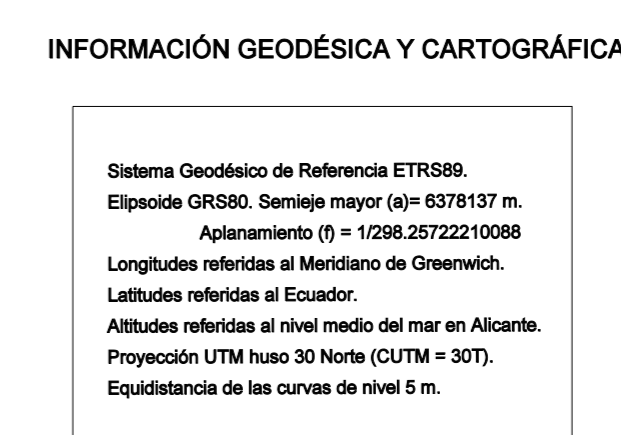 INFORMACIÓN GEODÉSICA Y CARTOGRÁFICA
Sistema Geodésico de Referencia ETRS89.
Elipsoide GRS80. Semieje mayor (a)= 6378137 m.
Aplanamiento (f) = 1/298.25722210088
Longitudes referidas al Meridiano de Greenwich.
Latitudes referidas al Ecuador.
Altitudes referidas al nivel medio del mar en Alicante.
Proyección UTM huso 30 Norte (CUTM = 30T).
Equidistancia de las curvas de nivel 5 m.